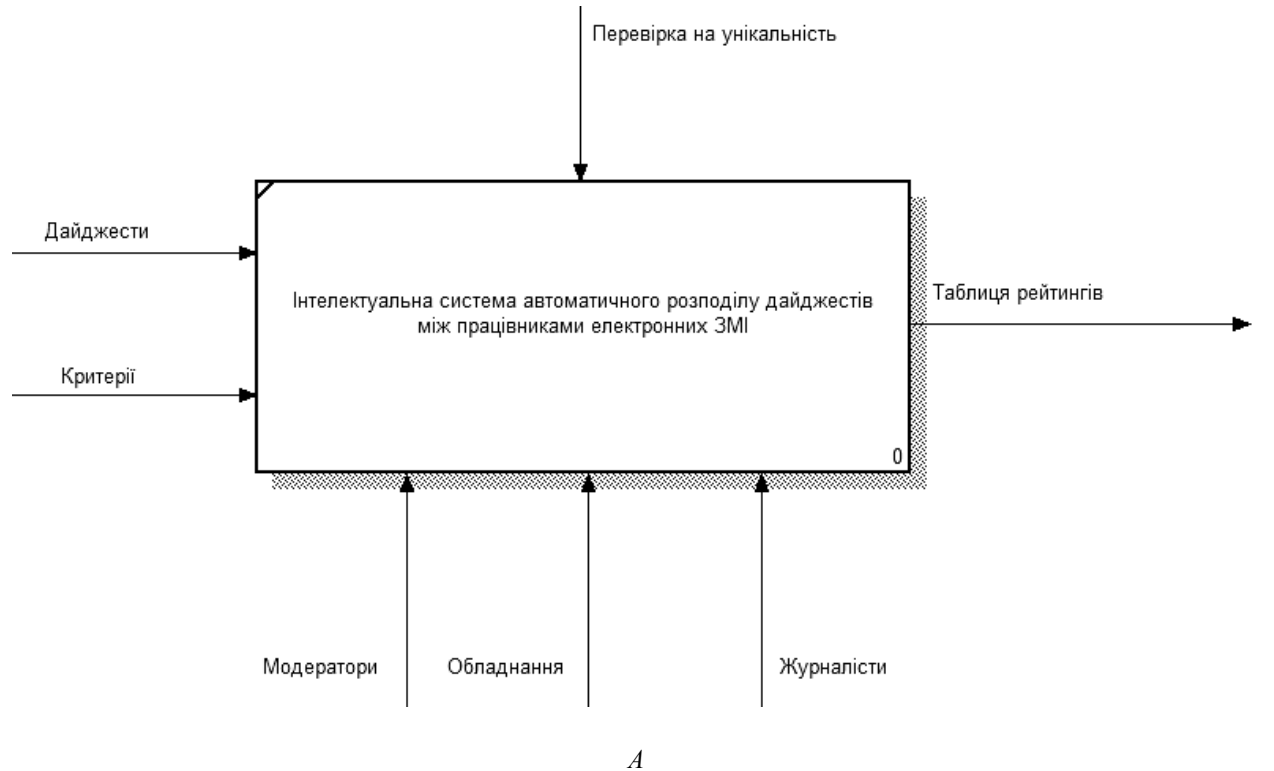 Перевірка на унікальність
Дайджести
Інтелектуальна система автоматичного розподілу дайджестів
між працівниками електронних ЗМІ
Таблиця рейтингів
Критерії
0
Модератори
Обладнання
Журналісти
А